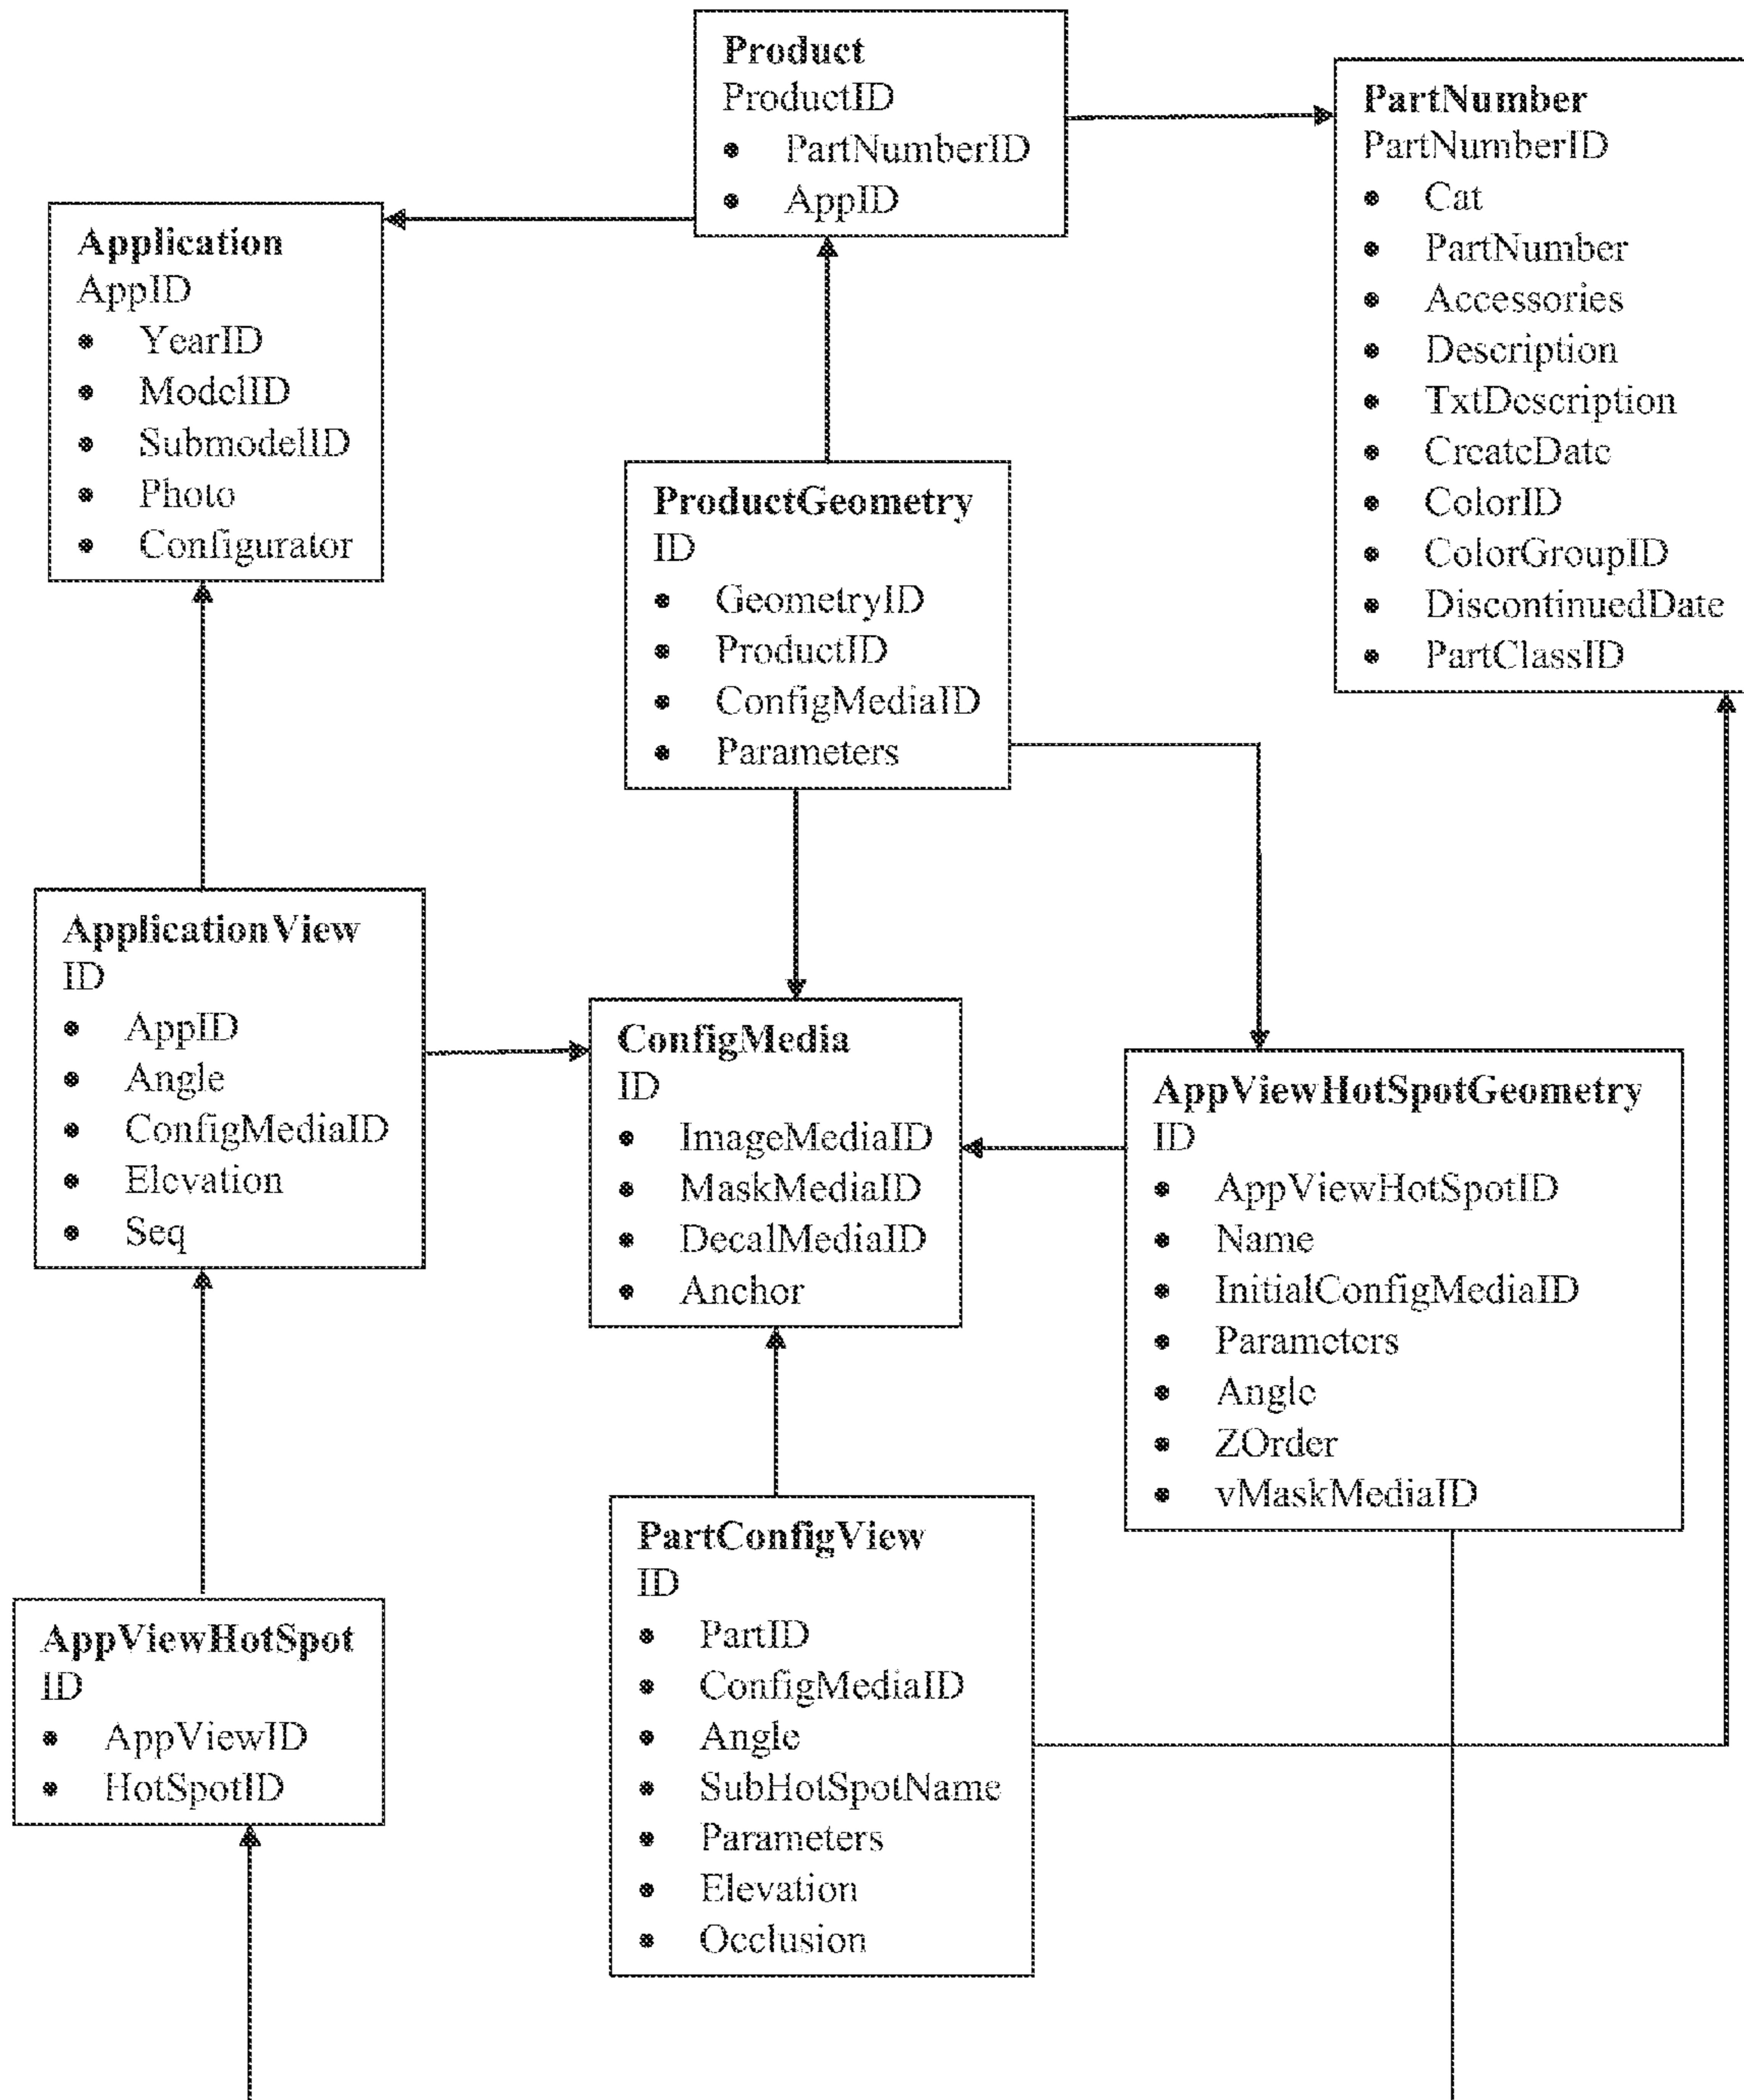 Product
ProductID
• PartNumberID
• AppID
PartNumber
PartNumberID
• Cat
• PartNumber
• Accessories
• Description
• TxtDescription
• CreateDate
• ColorID
• ColorGroupID
• DiscontinuedDate
• PartClassID
Application
AppID
• YearID
• ModelID
• SubmodelID
• Photo
• Configurator
ProductGeometry
ID
• GeometryID
• ProductID
• ConfigMediaID
• Parameters
ApplicationView
ID
• AppID
• Angle
• ConfigMediaID
• Elevation
• Seq
ConfigMedia
ID
• ImageMediaID
• MaskMediaID
• DecalMediaID
• Anchor
AppViewHotSpotGeometry
ID
• AppViewHotSpotID
• Name
• InitialConfigMediaID
• Parameters
• Angle
• ZOrder
• vMaskMediaID
PartConfigView
ID
• PartID
• ConfigMediaID
• Angle
• SubHotSpotName
• Parameters
• Elevation
• Occlusion
AppViewHotSpot
ID
• AppViewID
• HotSpotID